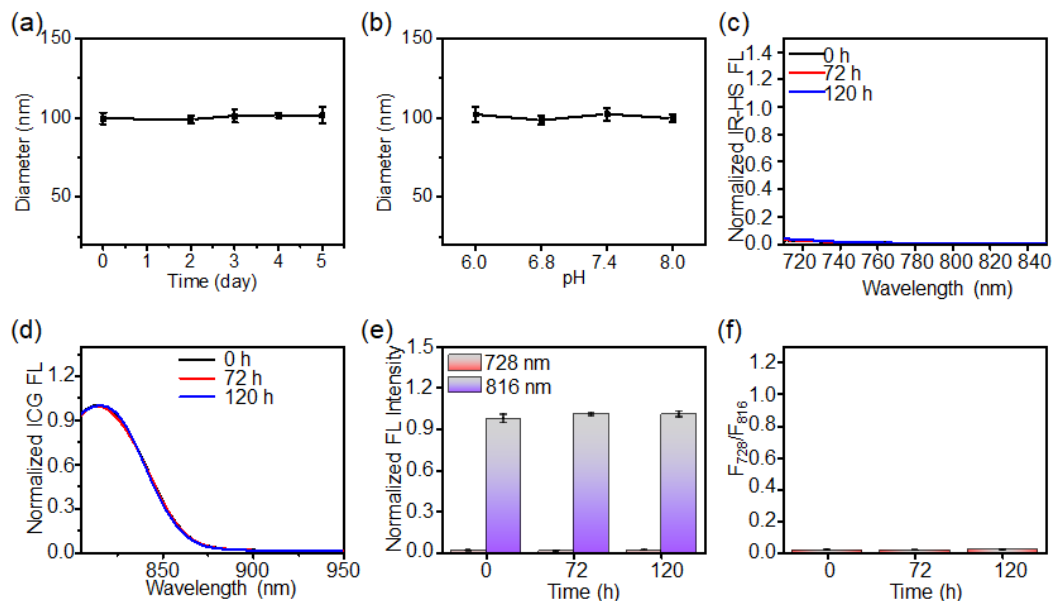 (a)
Diameter (nm)
150
100
50
0 1 2 3 4 5
Time (day)
(b)
Diameter (nm)
150
100
50
6.0 6.8 7.4 8.0
pH
(c)
Normalized IR-HS FL
1.4
1.2
1.0
0.8
0.6
0.4
0.2
0.0
0 h
72 h
120 h
720 740 760 780 800 820 840
Wavelength (nm)
(d)
Normalized ICG FL
1.2
0.9
0.6
0.3
0.0
0 h
72 h
120 h
850 900 950
Wavelength (nm)
(e)
Normalized FL Intensity
1.5
1.2
0.9
0.6
0.3
0.0
728 nm
816 nm
0 72 120
Time (h)
(f)
F728/F816
1.2
1.0
0.8
0.6
0.4
0.2
0.0
0 72 120
Time (h)